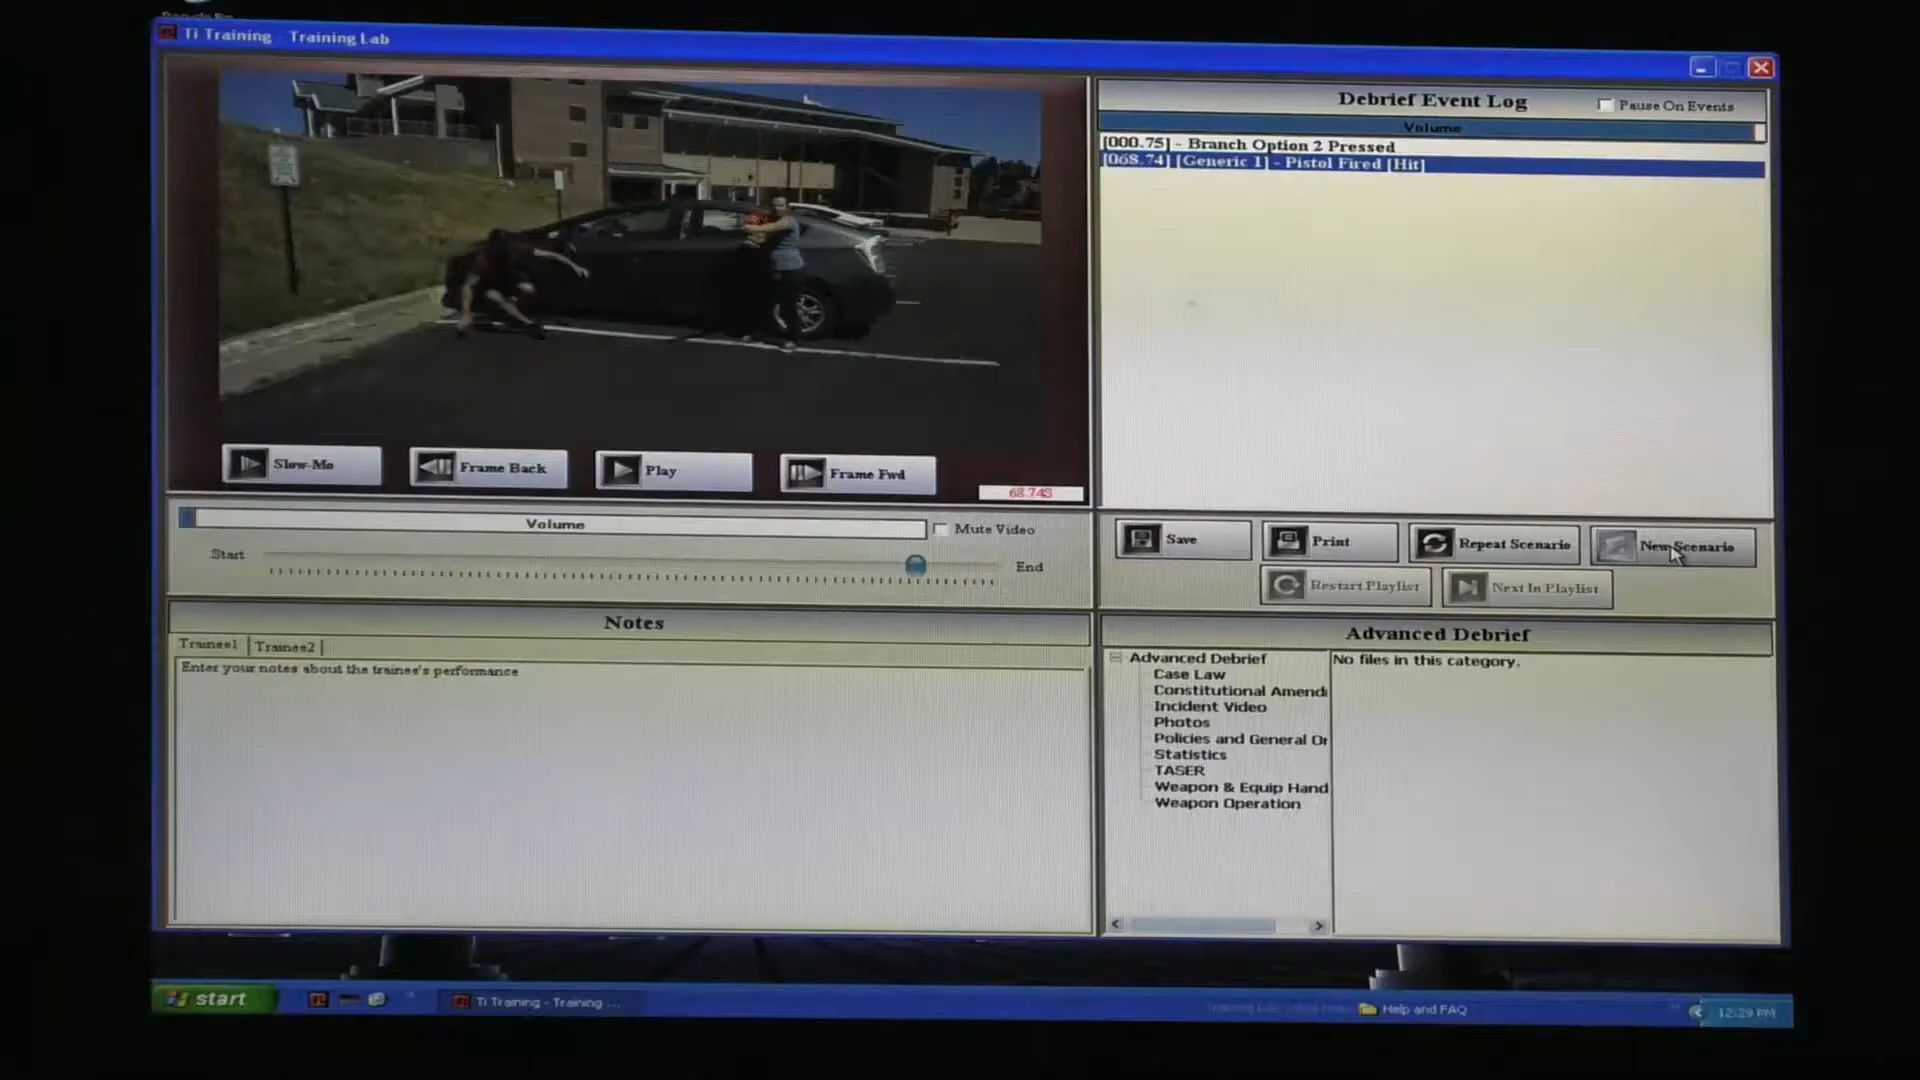 Ti Training - Training Lab
Debrief Event Log
Pause On Events
Volume
[000.75] - Branch Option 2 Pressed
[068.74] [Generic 1] - Pistol Fired [Hit]
Slow-Mo
Frame Back
Play
Frame Fwd
68.74S
Volume
Mute Video
Start
End
Save
Print
Repeat Scenario
New Scenario
Restart Playlist
Next In Playlist
Notes
Trainee1
Trainee2
Enter your notes about the trainee's performance
Advanced Debrief
Advanced Debrief
Case Law
Constitutional Amendi
Incident Video
Photos
Policies and General Or
Statistics
TASER
Weapon & Equip Hand
Weapon Operation
No files in this category.
start
Ti Training - Training ...
Help and FAQ
12:29 PM